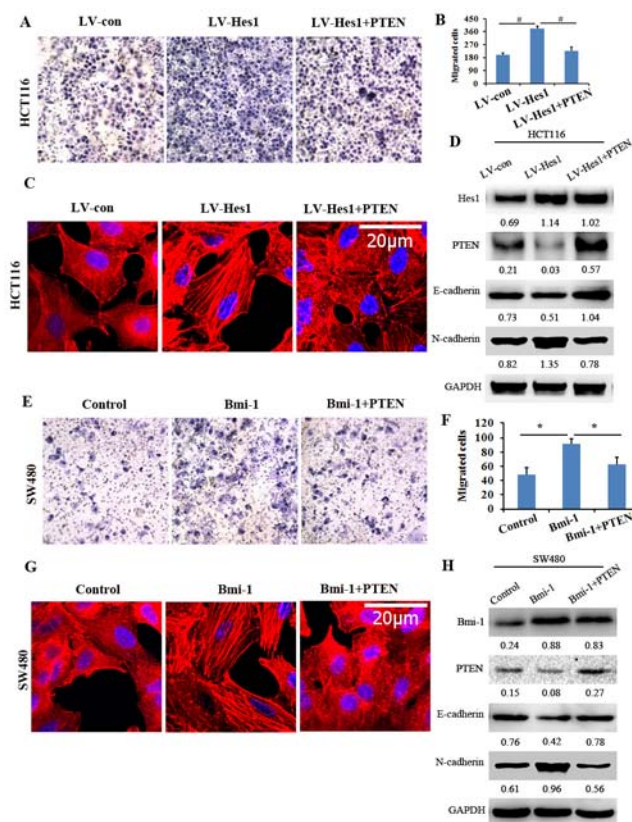 A
LV-con
LV-Hes1
LV-Hes1+PTEN
HCT116
B
Migrated cells
450
360
270
180
90
0
#
#
LV-con
LV-Hes1
LV-Hes1+PTEN
C
LV-con
LV-Hes1
LV-Hes1+PTEN
HCT116
20μm
D
HCT116
LV-con
LV-Hes1
LV-Hes1+PTEN
Hes1
0.69 1.14 1.02
PTEN
0.21 0.03 0.57
E-cadherin
0.73 0.51 1.04
N-cadherin
0.82 1.35 0.78
GAPDH
E
Control
Bmi-1
Bmi-1+PTEN
SW480
F
Migrated cells
120
100
80
60
40
20
0
*
*
Control
Bmi-1
Bmi-1+PTEN
G
Control
Bmi-1
Bmi-1+PTEN
SW480
20μm
H
SW480
Control
Bmi-1
Bmi-1+PTEN
Bmi-1
0.24 0.88 0.83
PTEN
0.15 0.08 0.27
E-cadherin
0.76 0.42 0.78
N-cadherin
0.61 0.96 0.56
GAPDH